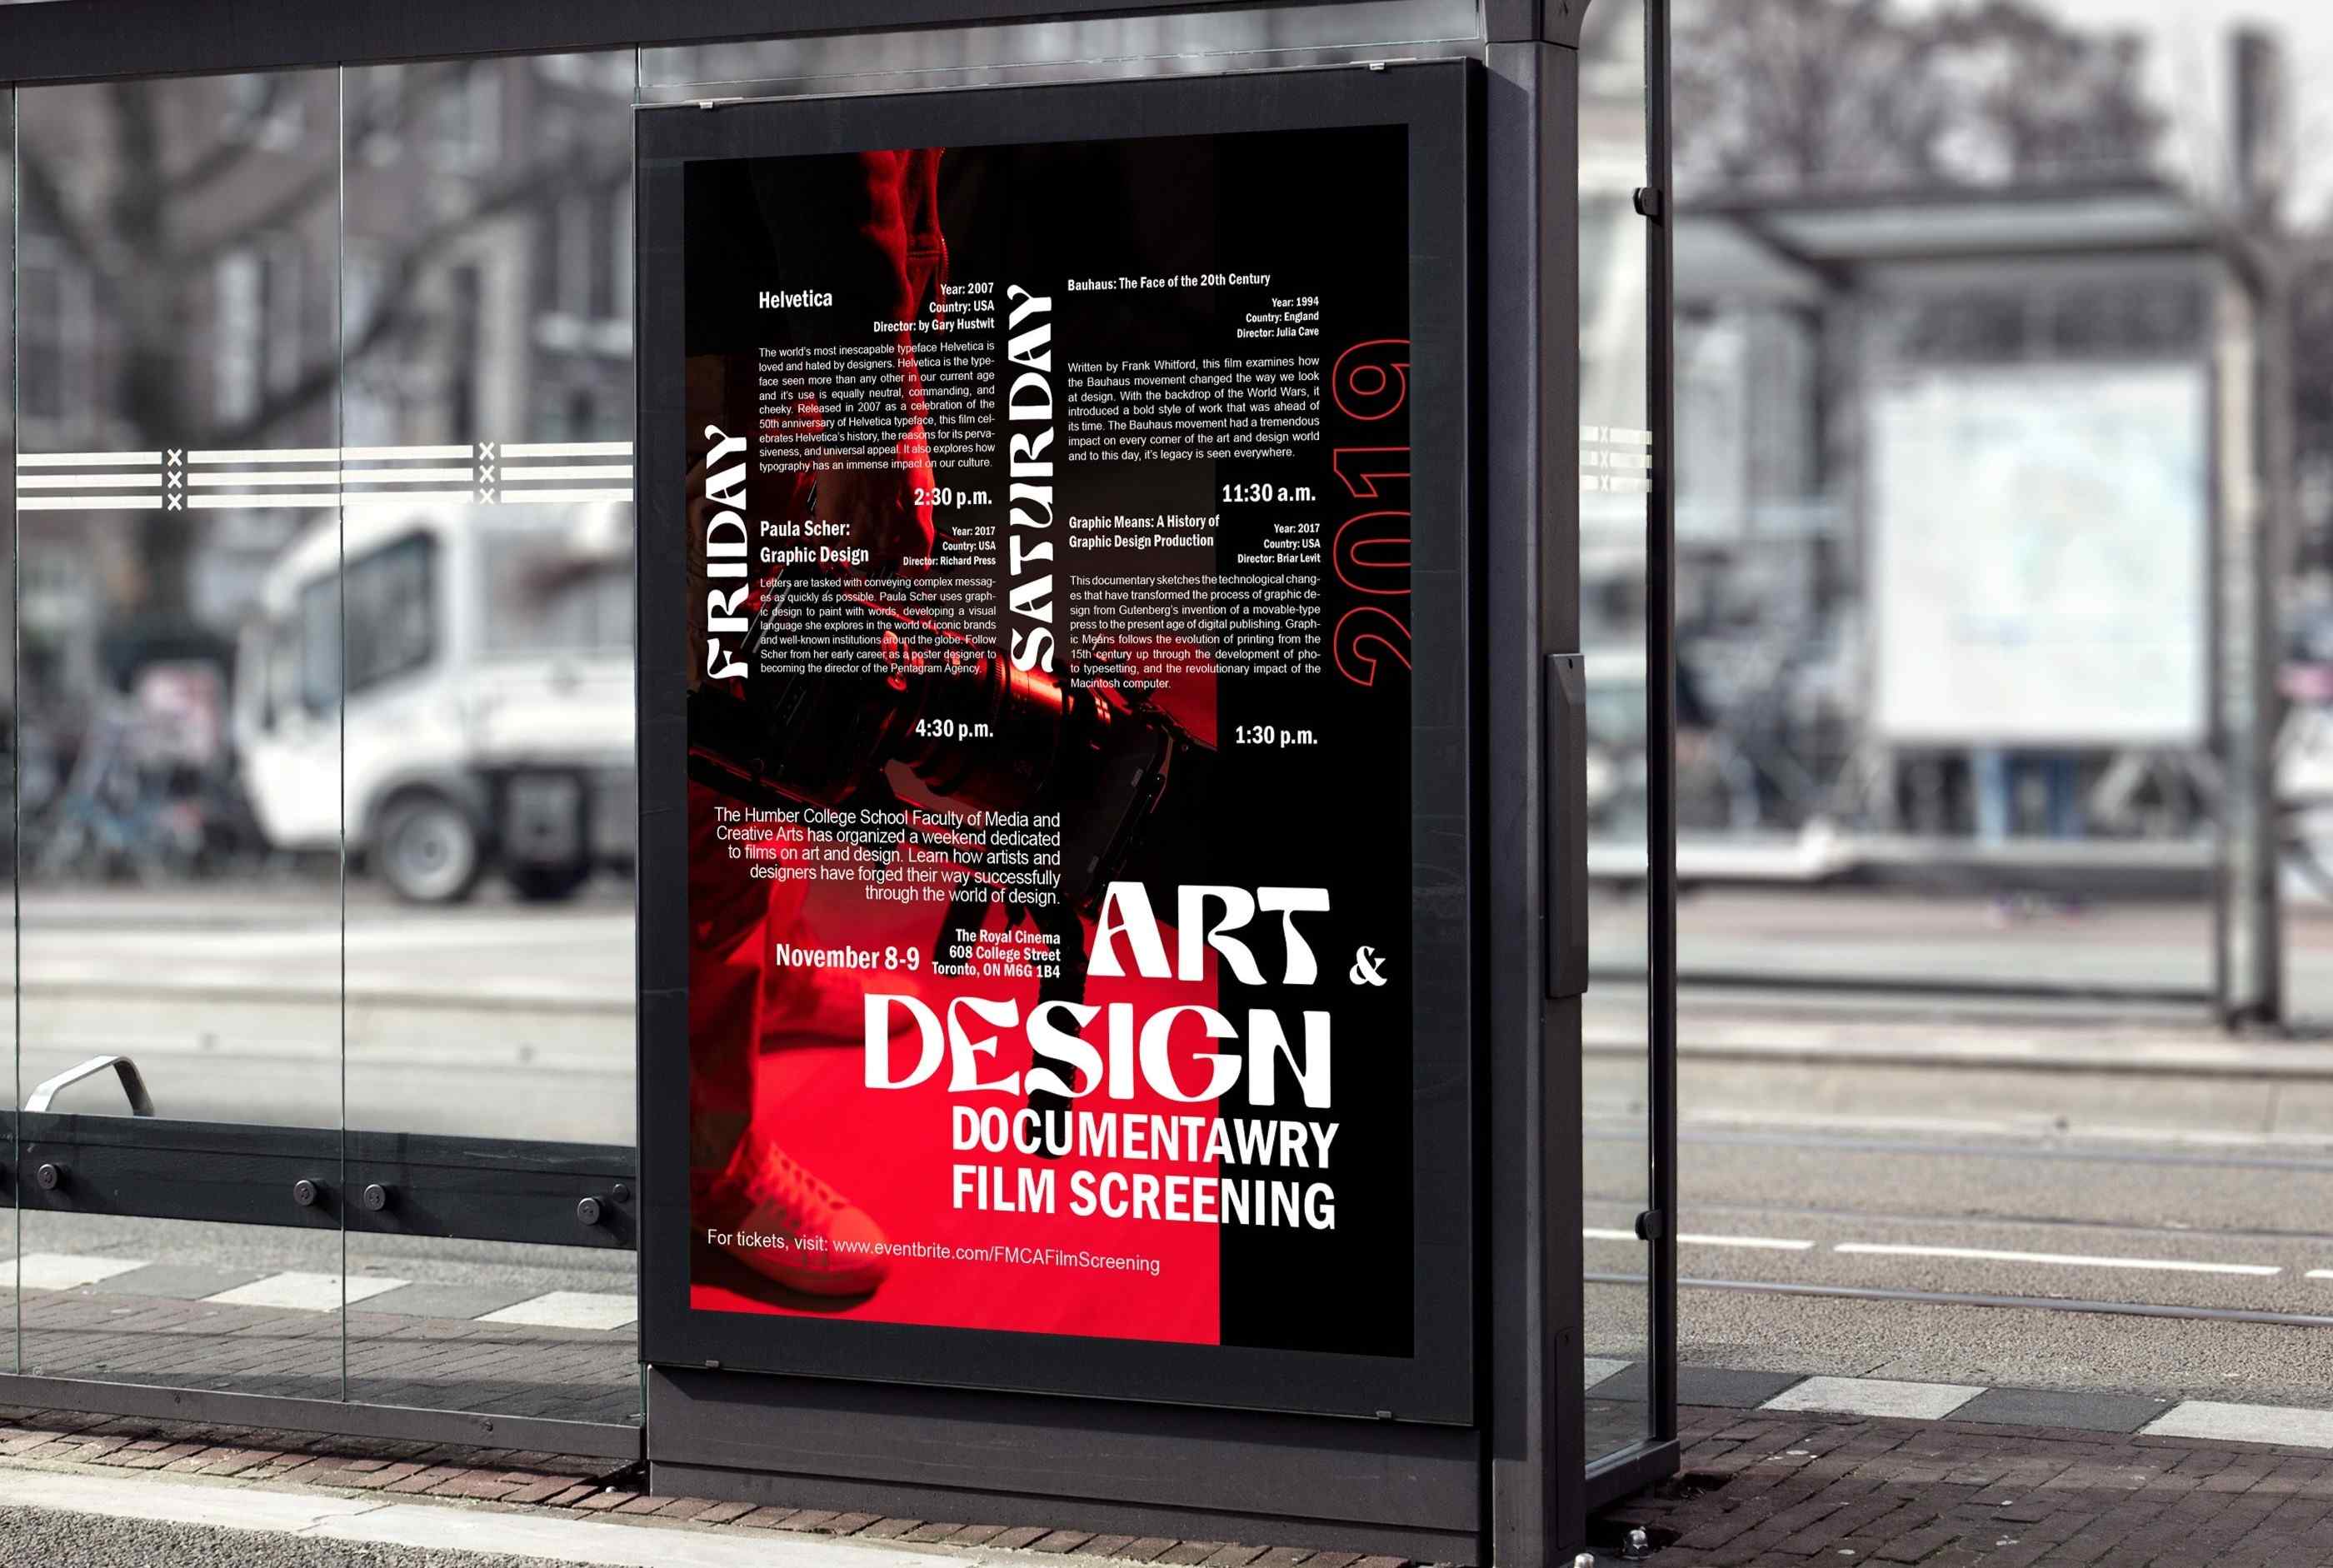 FRIDAY
Helvetica
Year: 2007
Country: USA
Director: by Gary Hustwit
The world's most inescapable typeface Helvetica is
loved and hated by designers. Helvetica is the type-
face seen more than any other in our current age
and it's use is equally neutral, commanding, and
cheeky. Released in 2007 as a celebration of the
50th anniversary of Helvetica typeface, this film cel-
ebrates Helvetica's history, the reasons for its perva-
siveness, and universal appeal. It also explores how
typography has an immense impact on our culture.
2:30 p.m.
Paula Scher:
Graphic Design
Year: 2017
Country: USA
Director: Richard Press
Letters are tasked with conveying complex messag-
es as quickly as possible. Paula Scher uses graph-
ic design to paint with words, developing a visual
language she explores in the world of iconic brands
and well-known institutions around the globe. Follow
Scher from her early career as a poster designer to
becoming the director of the Pentagram Agency.
4:30 p.m.
SATURDAY
Bauhaus: The Face of the 20th Century
Year: 1994
Country: England
Director: Julia Cave
Written by Frank Whitford, this film examines how
the Bauhaus movement changed the way we look
at design. With the backdrop of the World Wars, it
introduced a bold style of work that was ahead of
its time. The Bauhaus movement had a tremendous
impact on every corner of the art and design world
and to this day, it's legacy is seen everywhere.
11:30 a.m.
Graphic Means: A History of
Graphic Design Production
Year: 2017
Country: USA
Director: Briar Levit
This documentary sketches the technological chang-
es that have transformed the process of graphic de-
sign from Gutenberg's invention of a movable-type
press to the present age of digital publishing. Graph-
ic Means follows the evolution of printing from the
15th century up through the development of pho-
to typesetting, and the revolutionary impact of the
Macintosh computer.
1:30 p.m.
2019
The Humber College School Faculty of Media and
Creative Arts has organized a weekend dedicated
to films on art and design. Learn how artists and
designers have forged their way successfully
through the world of design.
November 8-9
The Royal Cinema
608 College Street
Toronto, ON M6G 1B4
ART &
DESIGN
DOCUMENTAWRY
FILM SCREENING
For tickets, visit: www.eventbrite.com/FMCAFilmScreening